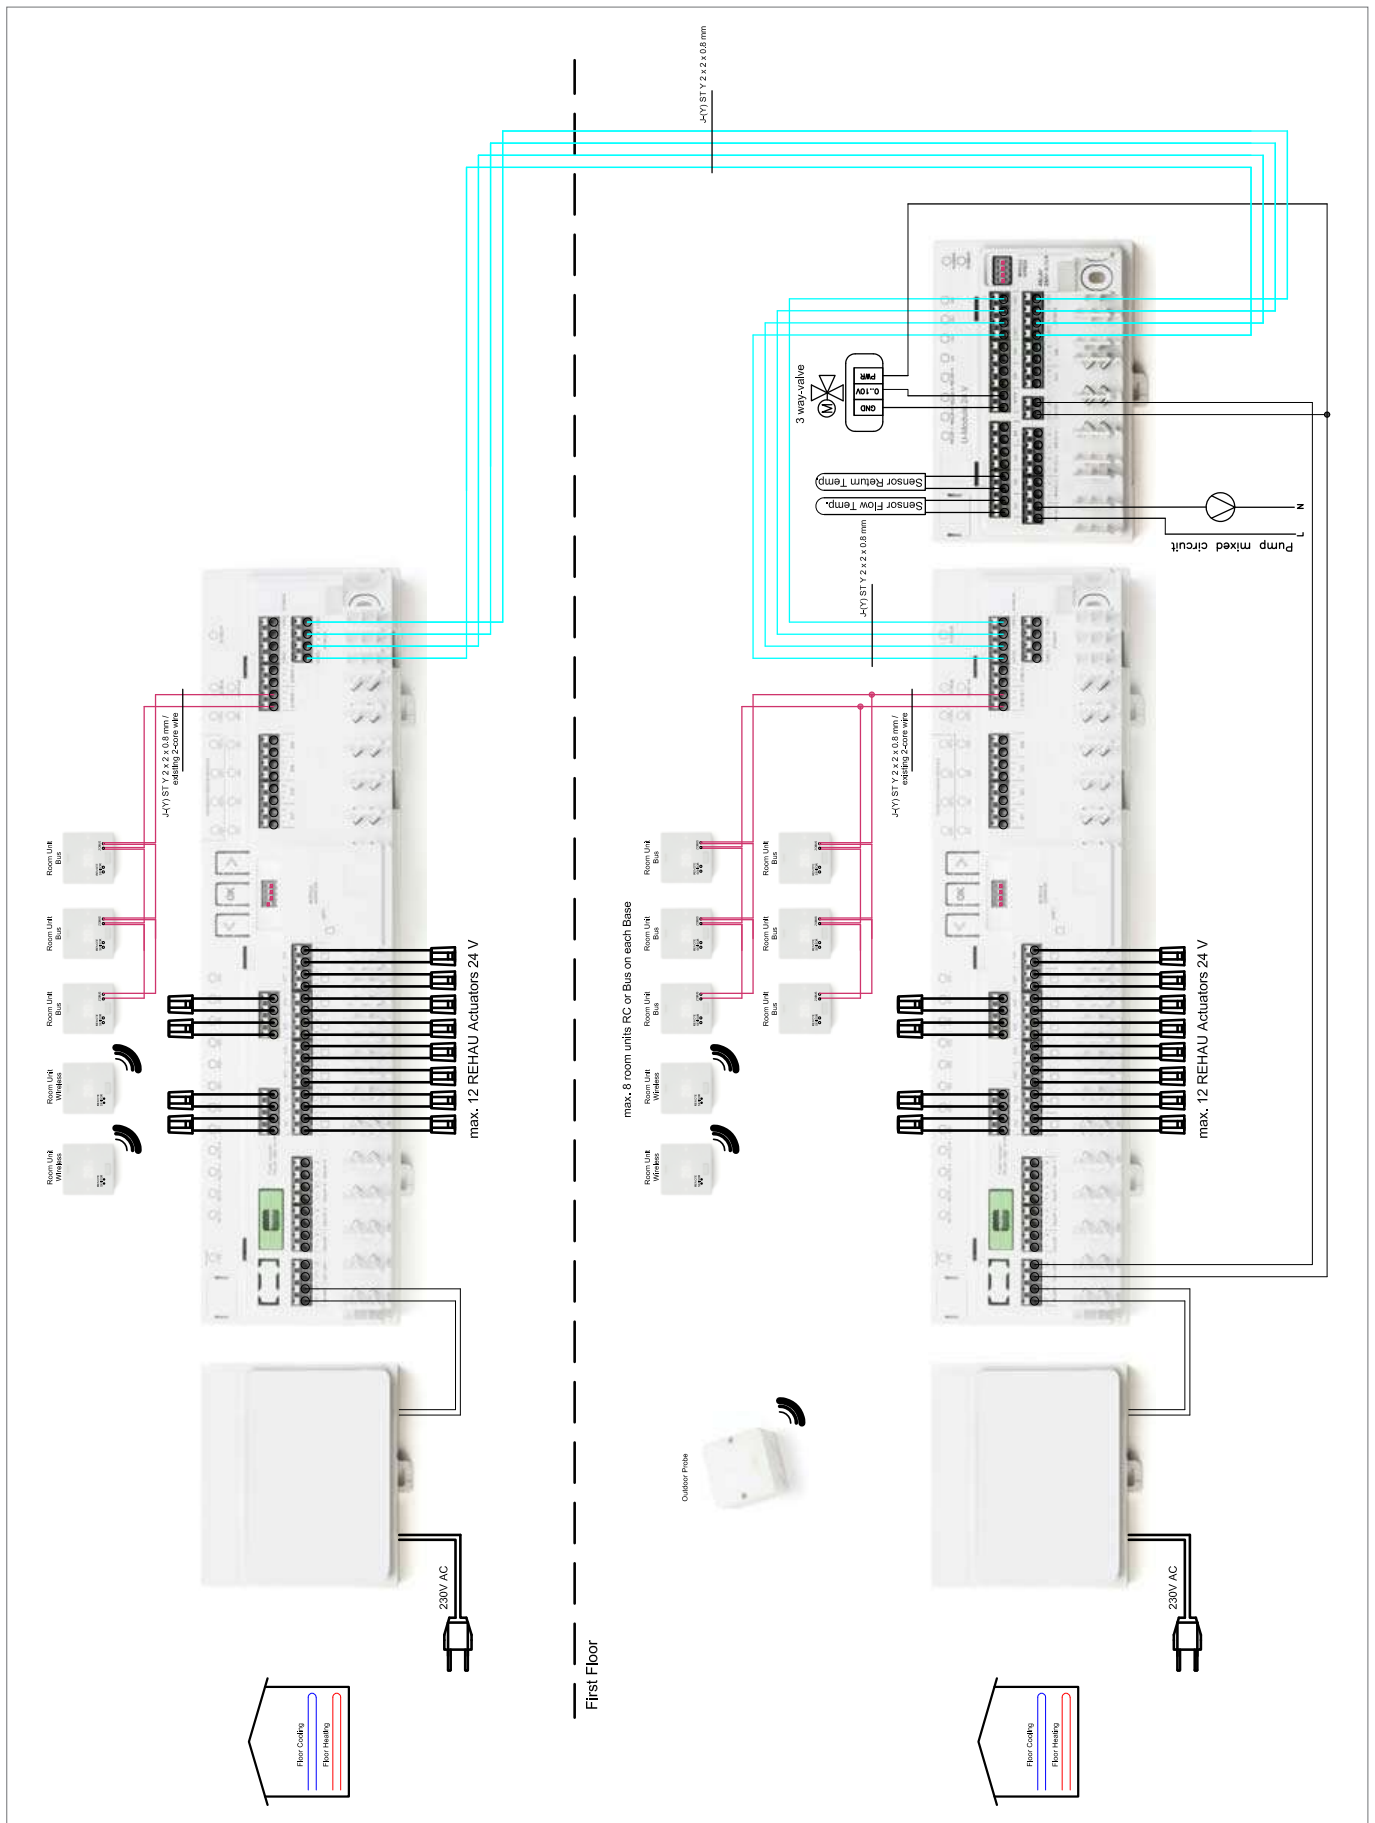 J-(Y) ST Y 2 x 2 x 0.8 mm
J-(Y) ST Y 2 x 2 x 0.8 mm /
existing 2-core wire
Room Unit
Bus
Room Unit
Bus
Room Unit
Bus
Room Unit
Wireless
Room Unit
Wireless
OK
max. 12 REHAU Actuators 24 V
230V AC
Floor Cooling
Floor Heating
First Floor
3 way-valve
M
PWR
0..10V
GND
U-Module 24 V
Sensor Return Temp.
Sensor Flow Temp.
Pump mixed circuit
L
N
J-(Y) ST Y 2 x 2 x 0.8 mm
J-(Y) ST Y 2 x 2 x 0.8 mm /
existing 2-core wire
max. 8 room units RC or Bus on each Base
Room Unit
Bus
Room Unit
Bus
Room Unit
Bus
Room Unit
Bus
Room Unit
Bus
Room Unit
Bus
Room Unit
Wireless
Room Unit
Wireless
OK
max. 12 REHAU Actuators 24 V
Outdoor Probe
230V AC
Floor Cooling
Floor Heating